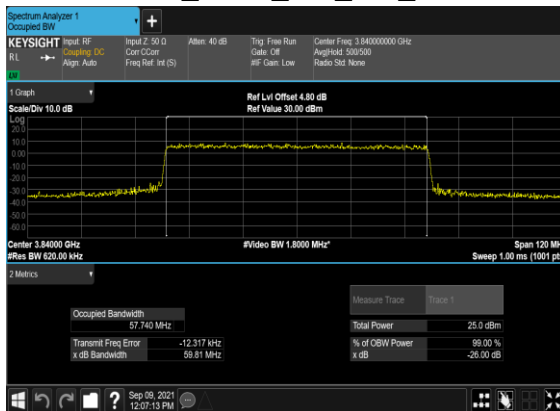 Spectrum Analyzer 1
Occupied BW
KEYSIGHT Input: RF Input Z: 50 Ω Atten: 40 dB Trig: Free Run Center Freq: 3.840000000 GHz
RL Coupling: DC Corr CCorr Gate: Off Avg|Hold: 500/500
Align: Auto Freq Ref: Int (S) #IF Gain: Low Radio Std: None
1 Graph
Ref Lvl Offset 4.80 dB
Scale/Div 10.0 dB Ref Value 30.00 dBm
Log
20.0
10.0
0.00
-10.0
-20.0
-30.0
-40.0
-50.0
-60.0
Center 3.84000 GHz #Video BW 1.8000 MHz* Span 120 MH
#Res BW 620.00 kHz Sweep 1.00 ms (1001 pt
2 Metrics
Measure Trace Trace 1
Occupied Bandwidth
57.740 MHz Total Power 25.0 dBm
Transmit Freq Error -12.317 kHz % of OBW Power 99.00 %
x dB Bandwidth 59.81 MHz x dB -26.00 dB
? Sep 09, 2021
12:07:13 PM